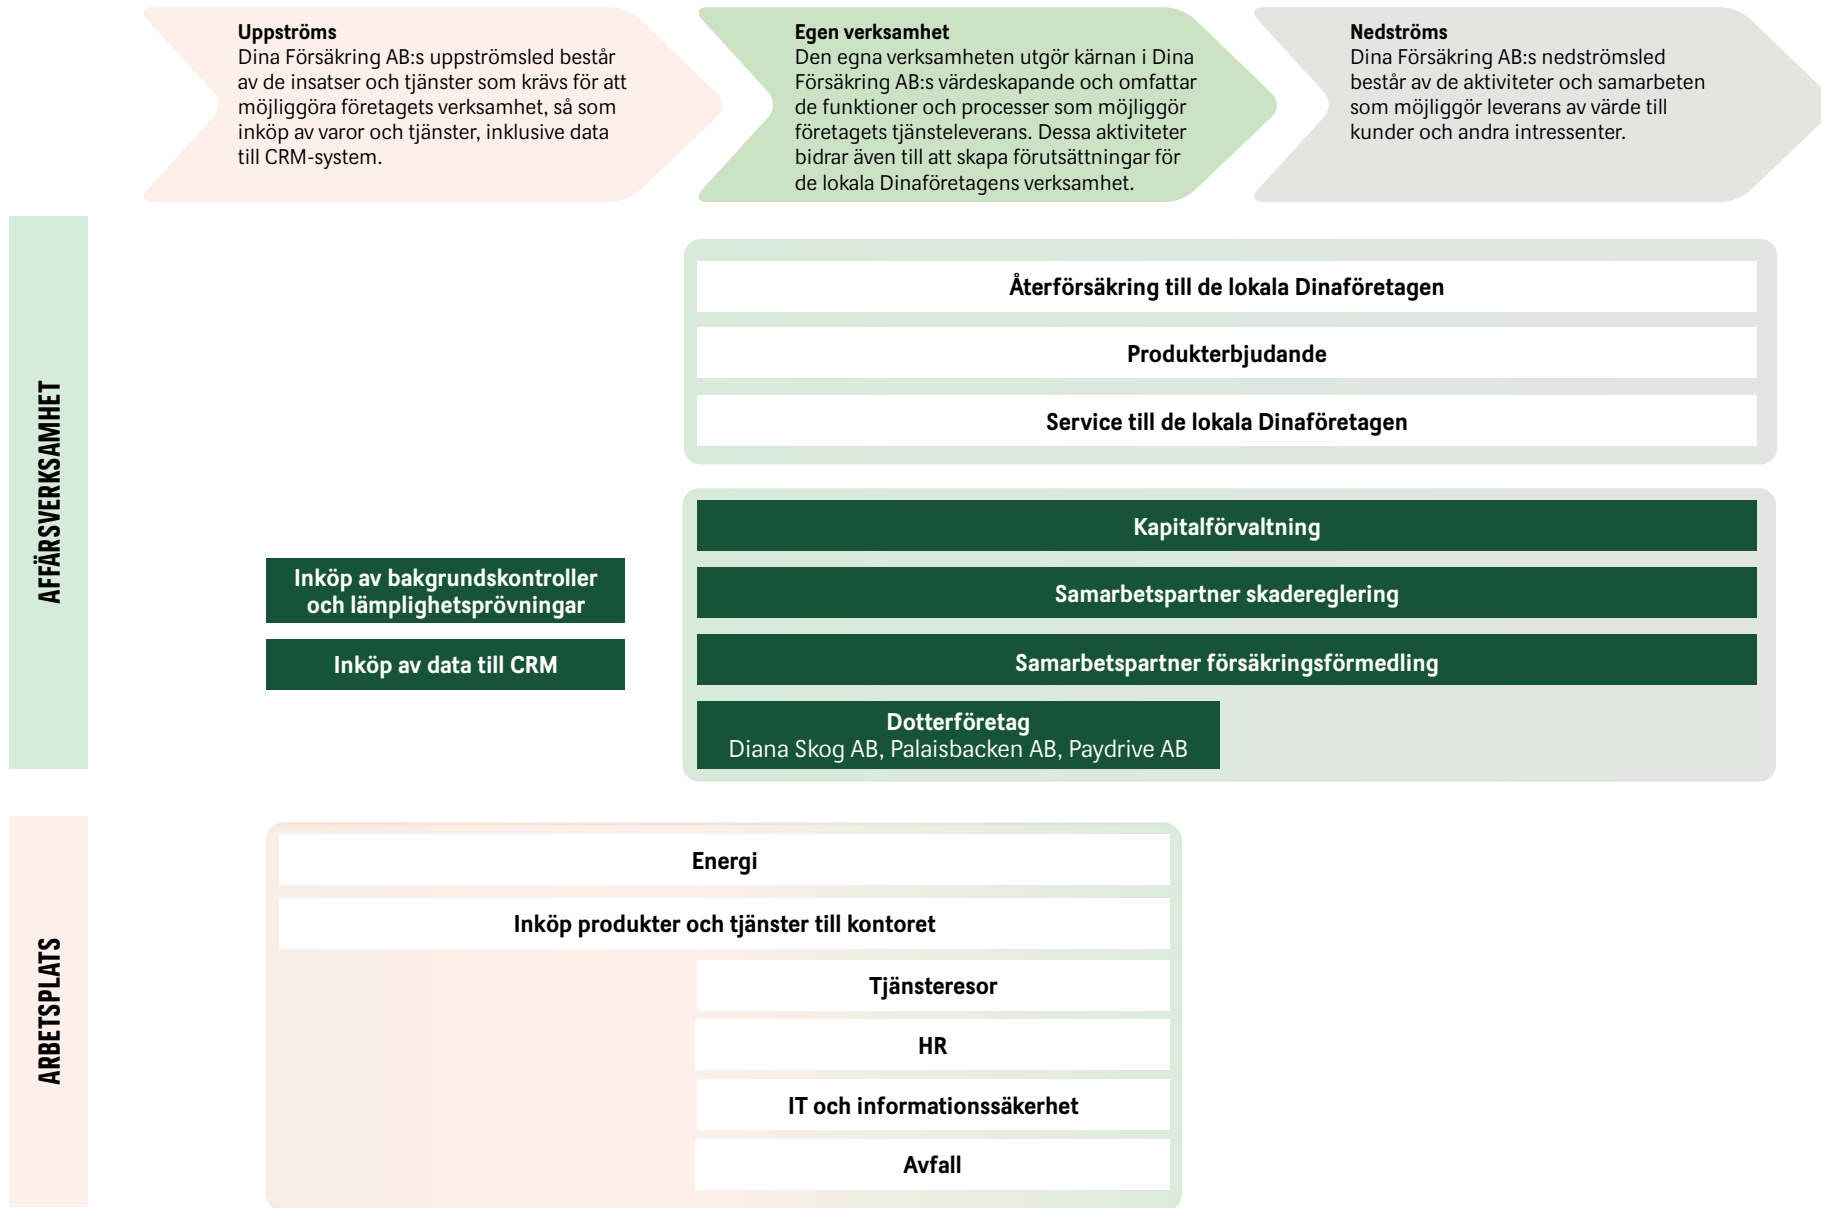 Uppströms
Dina Försäkring AB:s uppströmsled består
av de insatser och tjänster som krävs för att
möjliggöra företagets verksamhet, så som
inköp av varor och tjänster, inklusive data
till CRM-system.
Egen verksamhet
Den egna verksamheten utgör kärnan i Dina
Försäkring AB:s värdeskapande och omfattar
de funktioner och processer som möjliggör
företagets tjänsteleverans. Dessa aktiviteter
bidrar även till att skapa förutsättningar för
de lokala Dinaföretagens verksamhet.
Nedströms
Dina Försäkring AB:s nedströmsled
består av de aktiviteter och samarbeten
som möjliggör leverans av värde till
kunder och andra intressenter.
AFFÄRSVERKSAMHET
Återförsäkring till de lokala Dinaföretagen
Produkterbjudande
Service till de lokala Dinaföretagen
Inköp av bakgrundskontroller
och lämplighetsprövningar
Inköp av data till CRM
Kapitalförvaltning
Samarbetspartner skadereglering
Samarbetspartner försäkringsförmedling
Dotterföretag
Diana Skog AB, Palaisbacken AB, Paydrive AB
ARBETSPLATS
Energi
Inköp produkter och tjänster till kontoret
Tjänsteresor
HR
IT och informationssäkerhet
Avfall